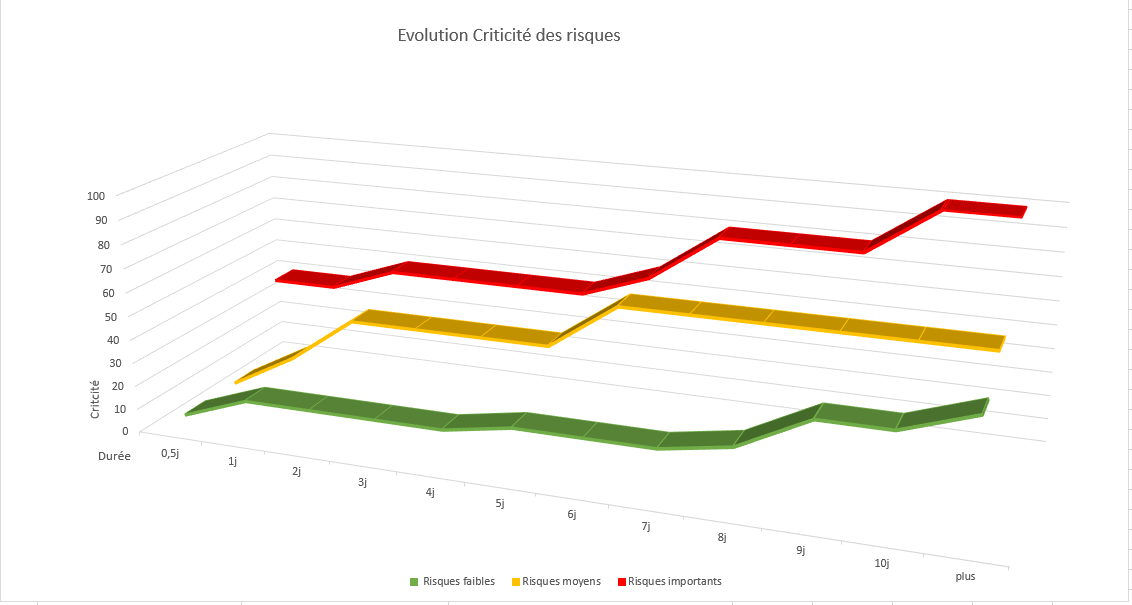 Evolution Criticité des risques
100
90
80
70
60
50
40
30
20
10
0
Critcité
Durée
0,5j
1j
2j
3j
4j
5j
6j
7j
8j
9j
10j
plus
Risques faibles Risques moyens Risques importants